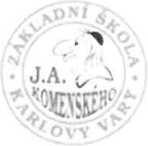 ZÁKLADNÍ ŠKOLA
J.A.
KOMENSKÉHO
KARLOVY VARY